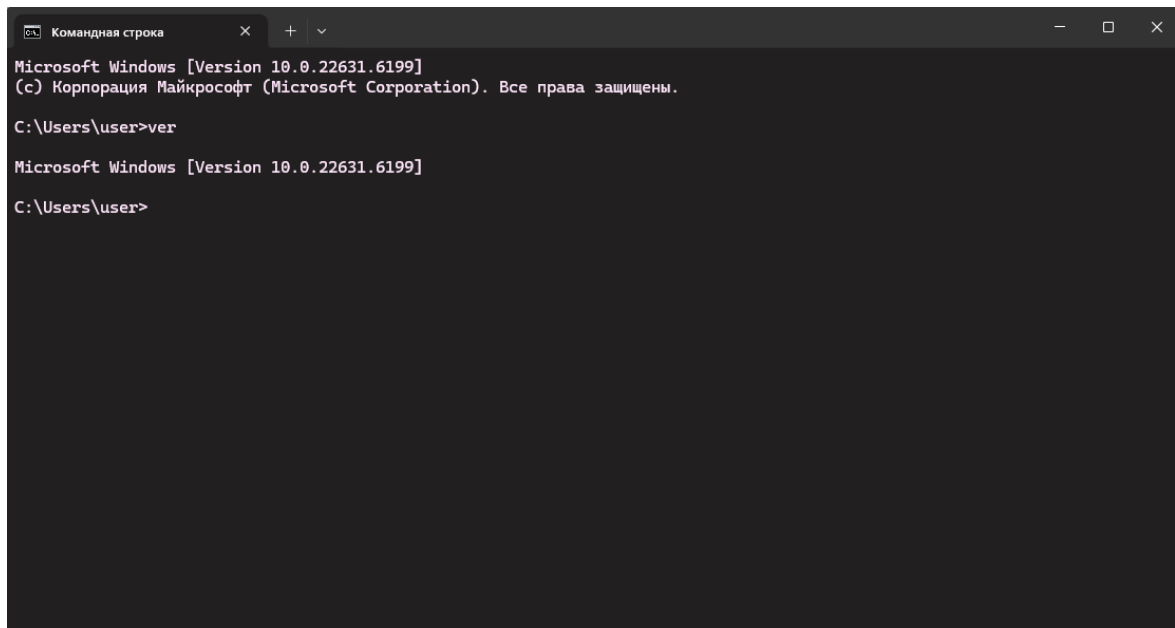 Командная строка
Microsoft Windows [Version 10.0.22631.6199]
(c) Корпорация Майкрософт (Microsoft Corporation). Все права защищены.
C:\Users\user>ver
Microsoft Windows [Version 10.0.22631.6199]
C:\Users\user>